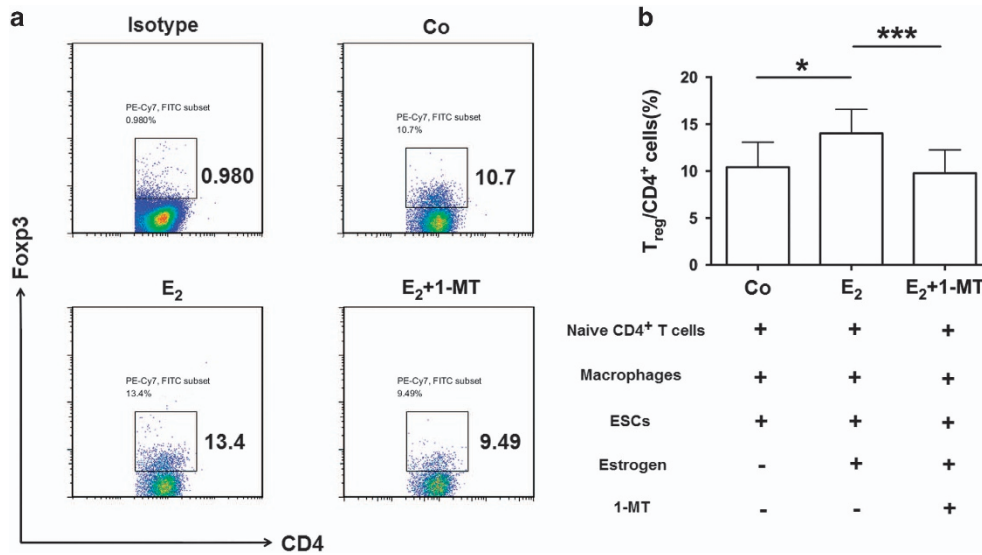 a
Isotype
PE-Cy7, FITC subset
0.980%
0.980
Co
PE-Cy7, FITC subset
10.7%
10.7
E₂
PE-Cy7, FITC subset
13.4%
13.4
E₂+1-MT
PE-Cy7, FITC subset
9.49%
9.49
Foxp3
CD4
b
***
*
Treg/CD4⁺ cells(%)
20
15
10
5
0
Co E₂ E₂+1-MT
Naive CD4⁺ T cells + + +
Macrophages + + +
ESCs + + +
Estrogen - + +
1-MT - - +